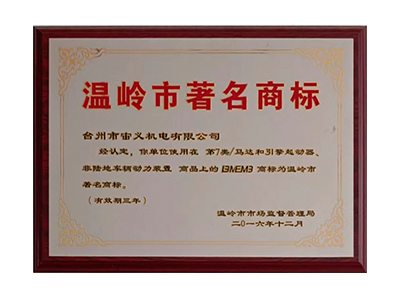 温岭市著名商标
台州市宙义机电有限公司
经认定，你单位使用在 第7类/马达和引擎起动器、
非陆地车辆动力装置 商品上的 BMEMB 商标为温岭市
著名商标。
（有效期三年）
温岭市市场监督管理局
二〇一六年十二月